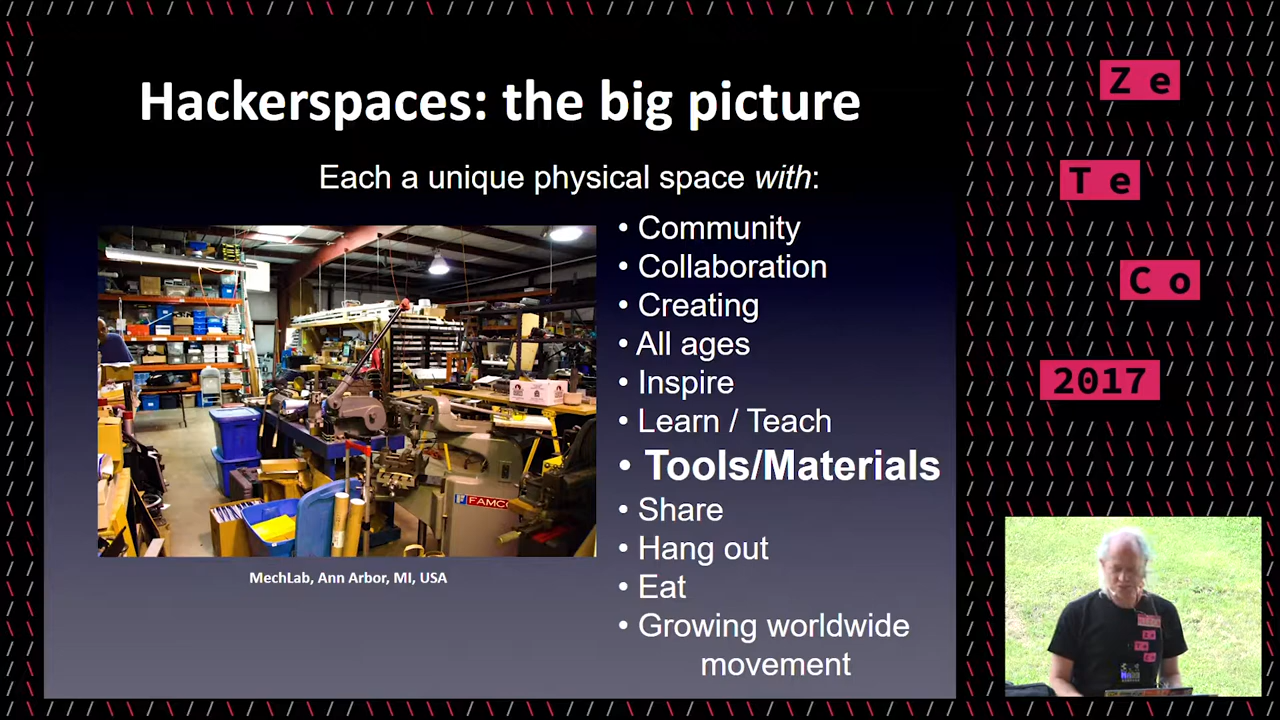 Hackerspaces: the big picture
Each a unique physical space with:
• Community
• Collaboration
• Creating
• All ages
• Inspire
• Learn / Teach
• Tools/Materials
• Share
• Hang out
• Eat
• Growing worldwide
movement
FAMCO
MechLab, Ann Arbor, MI, USA
Z e
T e
C o
2017
Ze
Te
Co